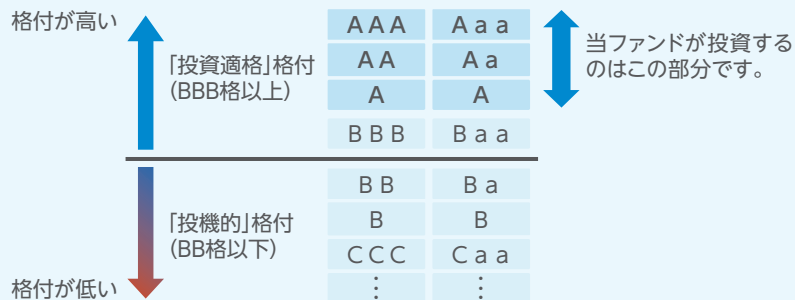 格付が高い
AAA Aaa
AA Aa
A A
BBB Baa
「投資適格」格付
(BBB格以上)
当ファンドが投資する
のはこの部分です。
BB Ba
B B
CCC Caa
⋮ ⋮
「投機的」格付
(BB格以下)
格付が低い